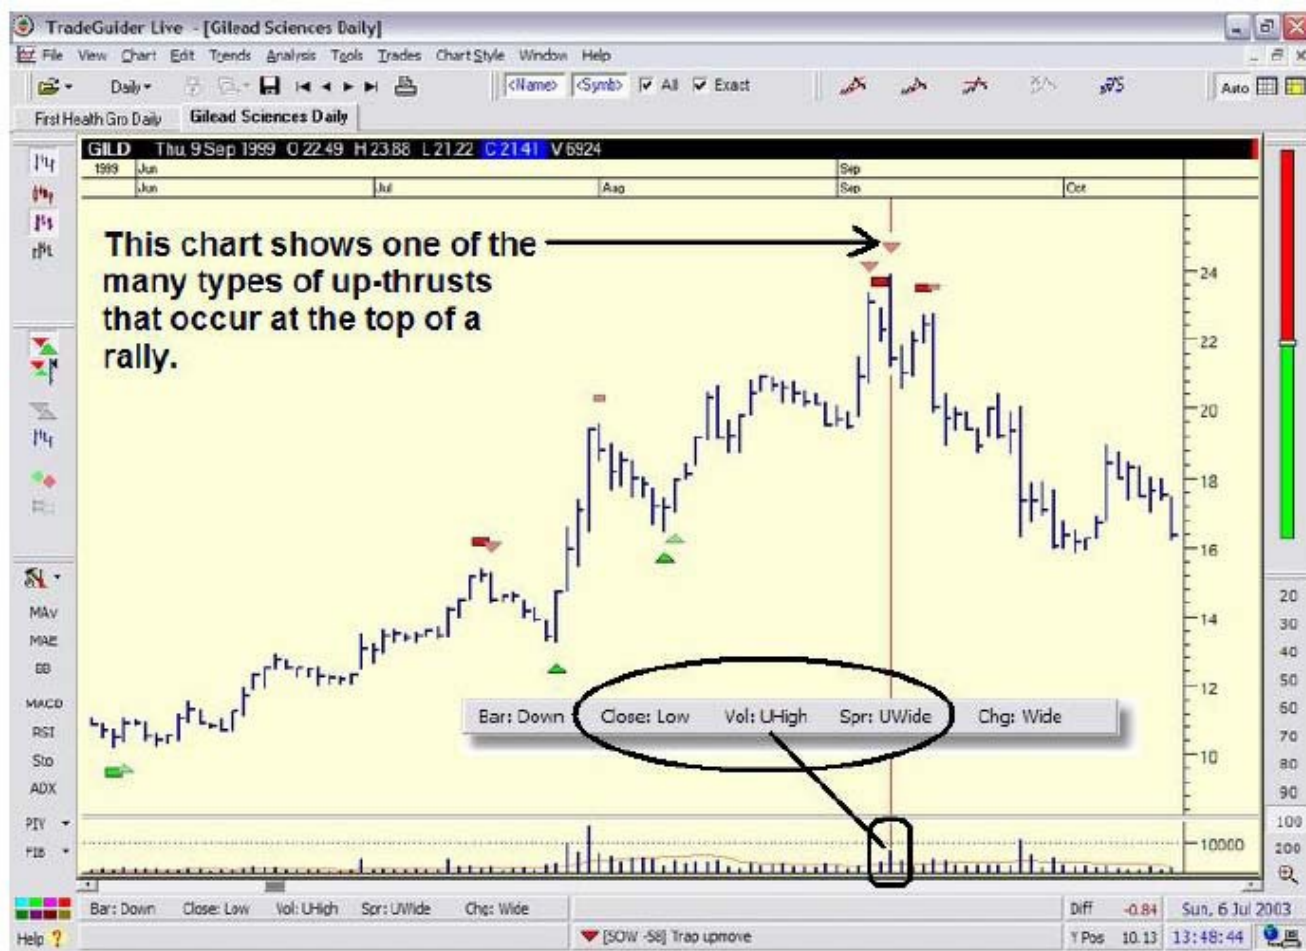 TradeGuider Live - [Gilead Sciences Daily]
File View Chart Edit Trends Analysis Tools Trades Chart Style Window Help
Daily <Name> <Symb> All Exact Auto
First Health Gro Daily Gilead Sciences Daily
GILD Thu, 9 Sep 1999 O 22.49 H 23.88 L 21.22 C 21.41 V 6924
1999 Jun Sep
Jun Jul Aug Sep Oct
This chart shows one of the
many types of up-thrusts
that occur at the top of a
rally.
24
22
20
18
16
14
12
10
10000
Bar: Down Close: Low Vol: UHigh Spr: UWide Chg: Wide
MAv
MAE
BB
MACD
RSI
Sto
ADX
PIV
FIB
20
30
40
50
60
70
80
90
100
200
Bar: Down Close: Low Vol: UHigh Spr: UWide Chg: Wide Diff -0.84 Sun, 6 Jul 2003
Help ? [SOW -58] Trap upmove Y Pos 10.13 13:48:44